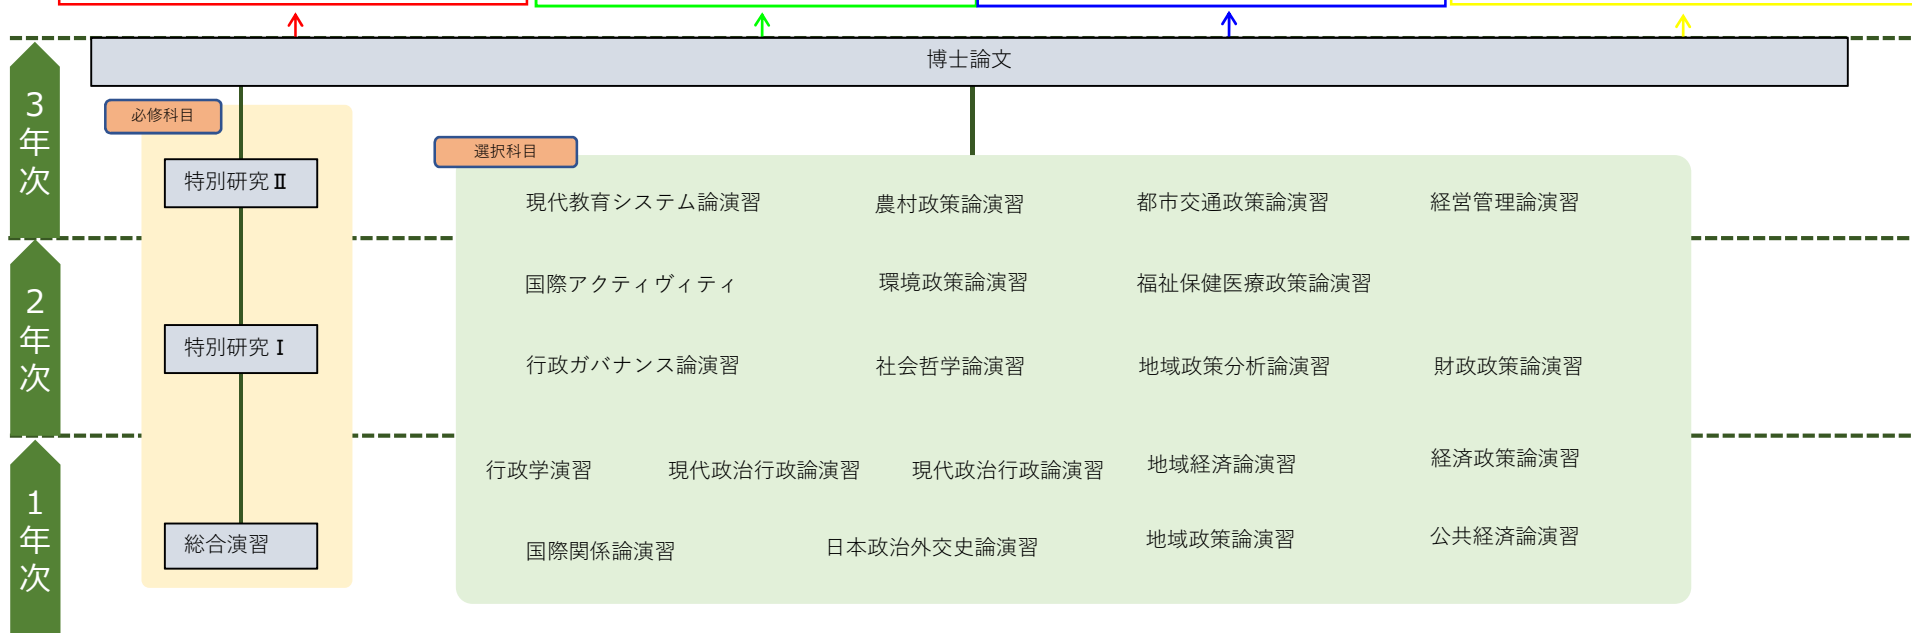 博士論文
3年次
必修科目
選択科目
特別研究Ⅱ
現代教育システム論演習
農村政策論演習
都市交通政策論演習
経営管理論演習
2年次
国際アクティヴィティ
環境政策論演習
福祉保健医療政策論演習
特別研究Ⅰ
行政ガバナンス論演習
社会哲学論演習
地域政策分析論演習
財政政策論演習
1年次
行政学演習
現代政治行政論演習
現代政治行政論演習
地域経済論演習
経済政策論演習
総合演習
国際関係論演習
日本政治外交史論演習
地域政策論演習
公共経済論演習